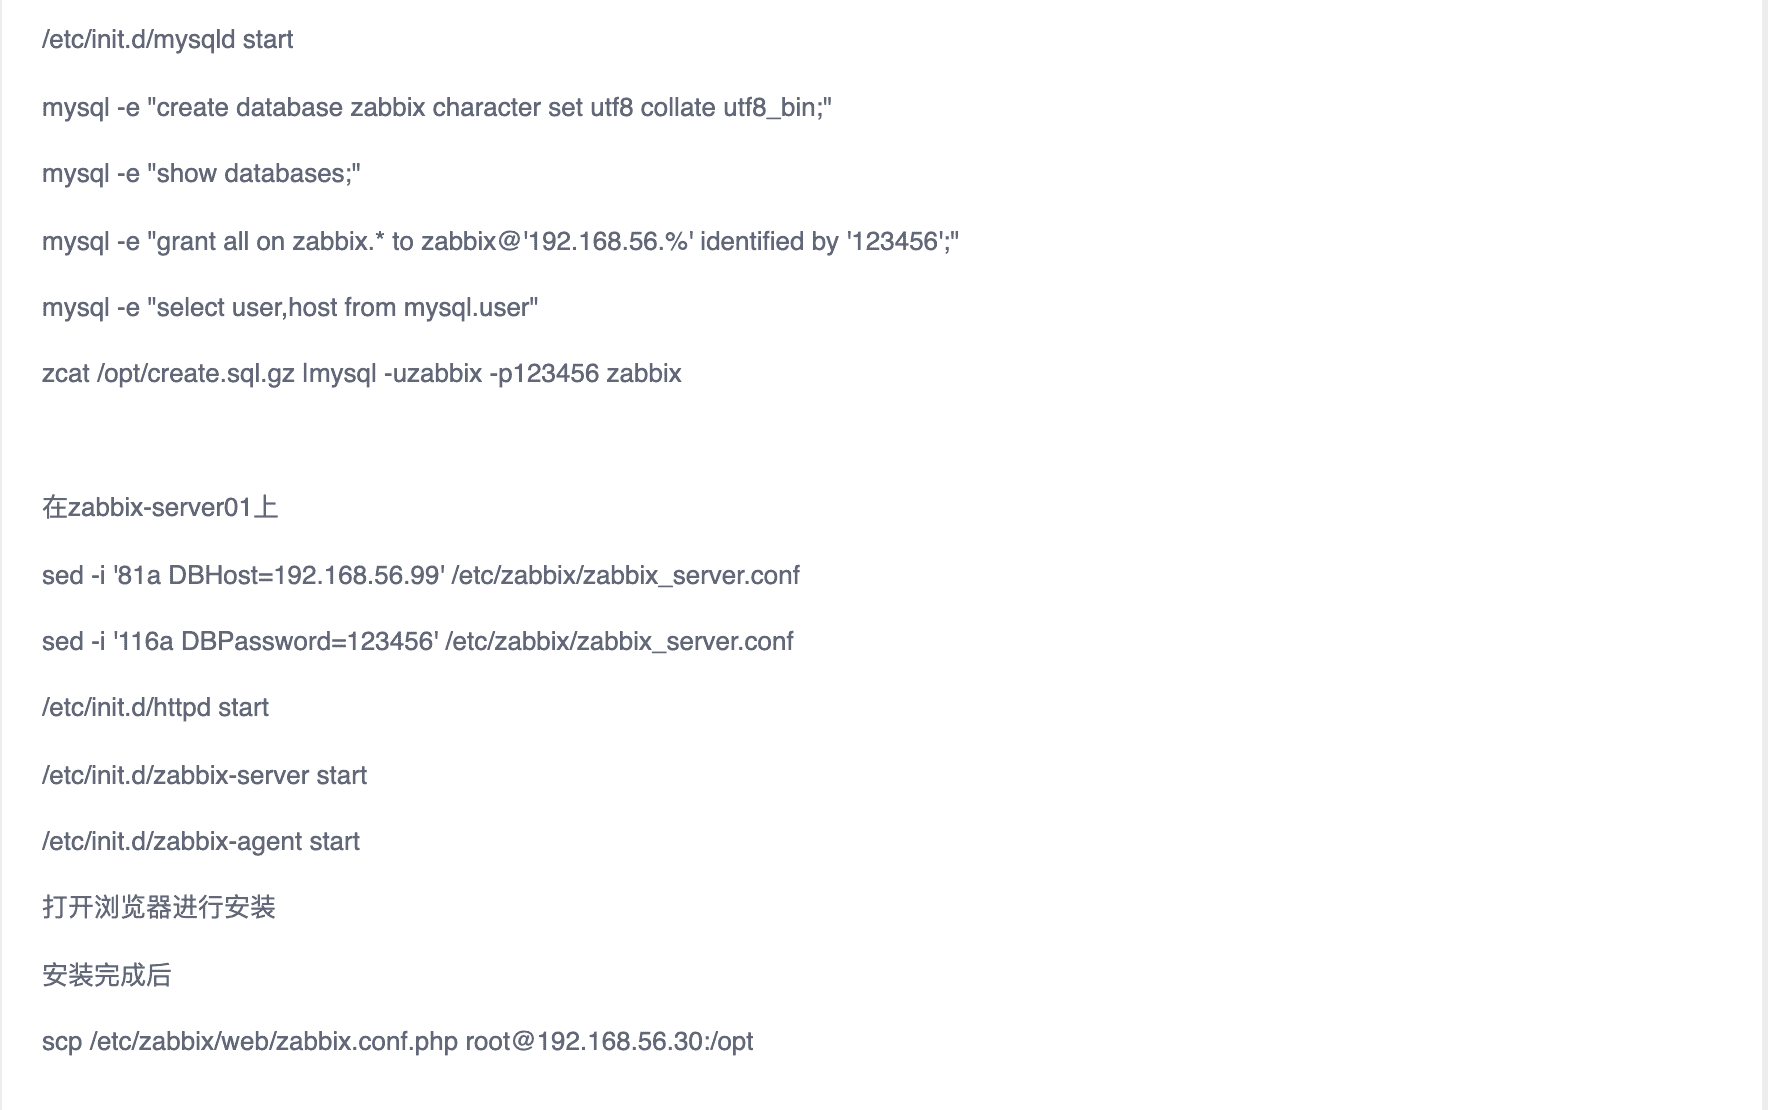 /etc/init.d/mysqld start
mysql -e "create database zabbix character set utf8 collate utf8_bin;"
mysql -e "show databases;"
mysql -e "grant all on zabbix.* to zabbix@'192.168.56.%' identified by '123456';"
mysql -e "select user,host from mysql.user"
zcat /opt/create.sql.gz |mysql -uzabbix -p123456 zabbix
在zabbix-server01上
sed -i '81a DBHost=192.168.56.99' /etc/zabbix/zabbix_server.conf
sed -i '116a DBPassword=123456' /etc/zabbix/zabbix_server.conf
/etc/init.d/httpd start
/etc/init.d/zabbix-server start
/etc/init.d/zabbix-agent start
打开浏览器进行安装
安装完成后
scp /etc/zabbix/web/zabbix.conf.php root@192.168.56.30:/opt